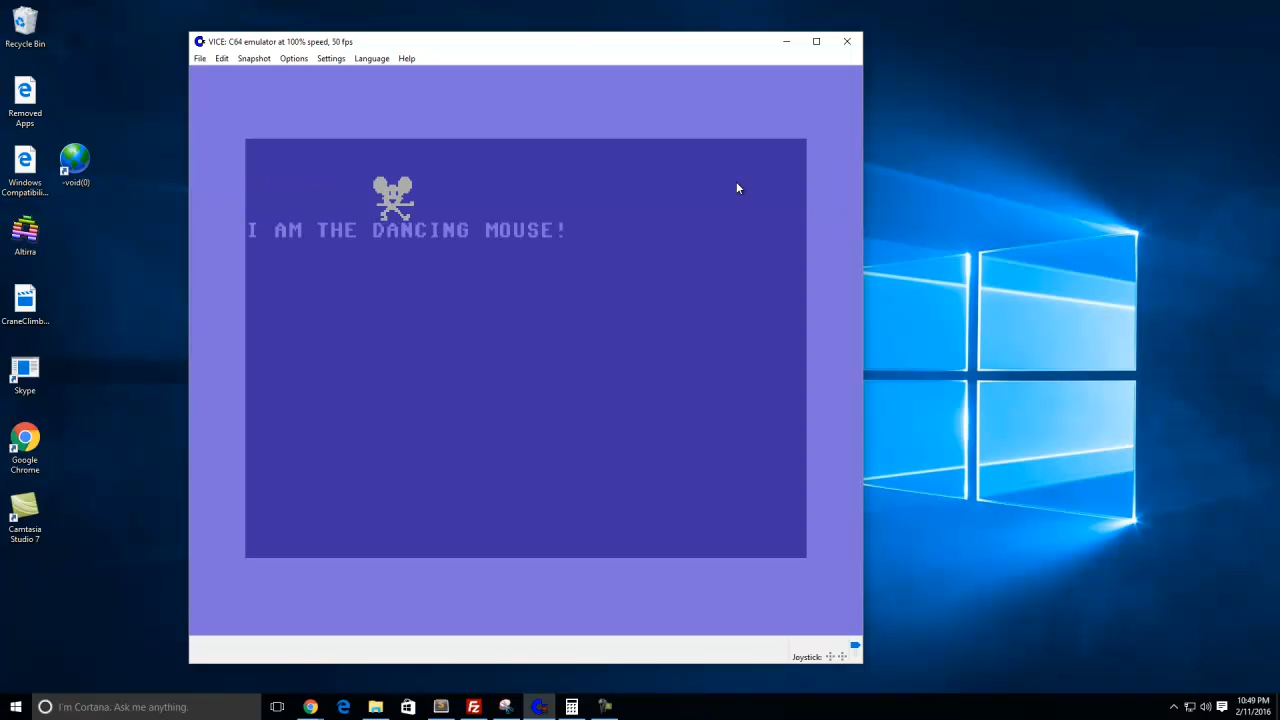 Recycle Bin
Removed
Apps
Windows
Compatibili...
-void(0)
Altirra
CraneClimb...
Skype
Google
Chrome
Camtasia
Studio 7
VICE: C64 emulator at 100% speed, 50 fps
File Edit Snapshot Options Settings Language Help
I AM THE DANCING MOUSE!
Joystick:
I'm Cortana. Ask me anything.
10:49 PM
2/11/2016